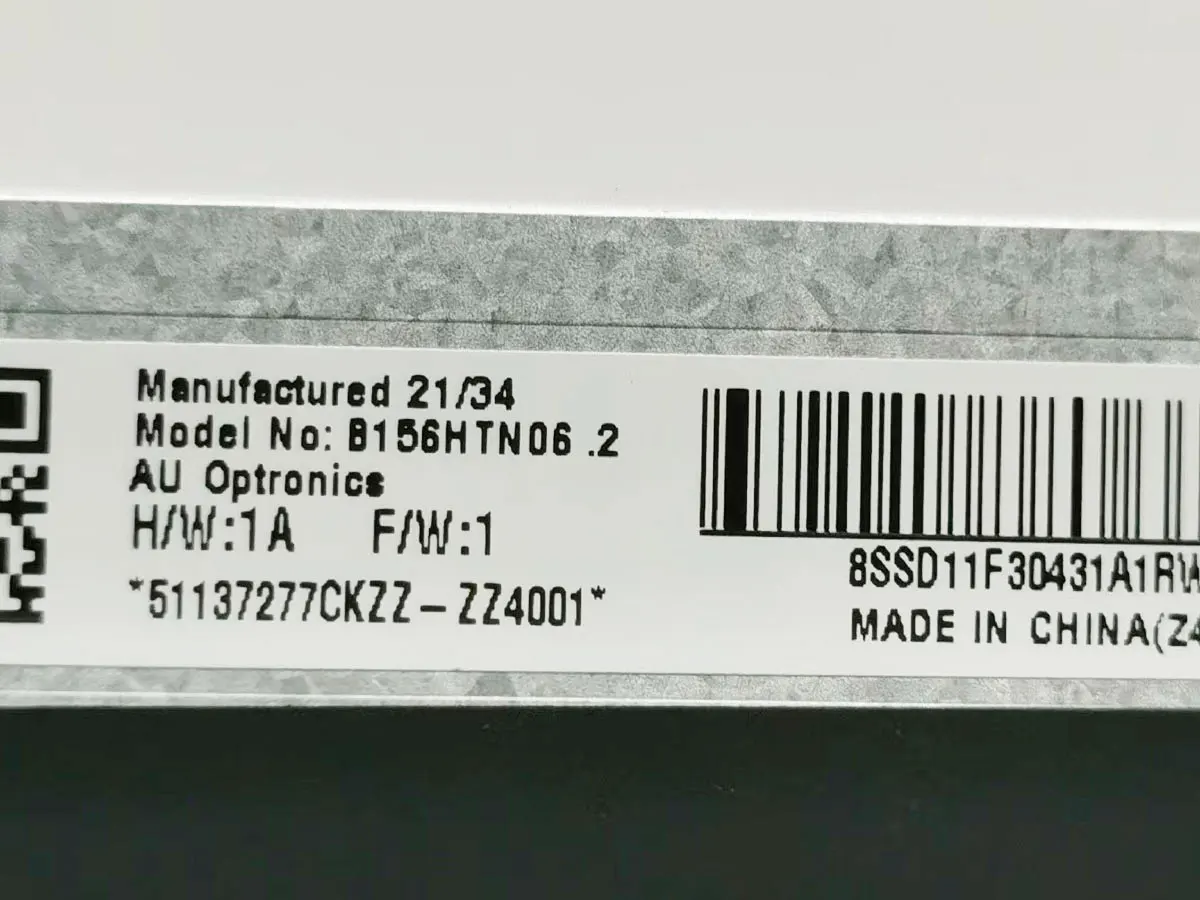 Manufactured 21/34
Model No: B156HTN06 .2
AU Optronics
H/W:1A F/W:1
*51137277CKZZ-ZZ4001*
8SSD11F30431A1RW
MADE IN CHINA(Z4